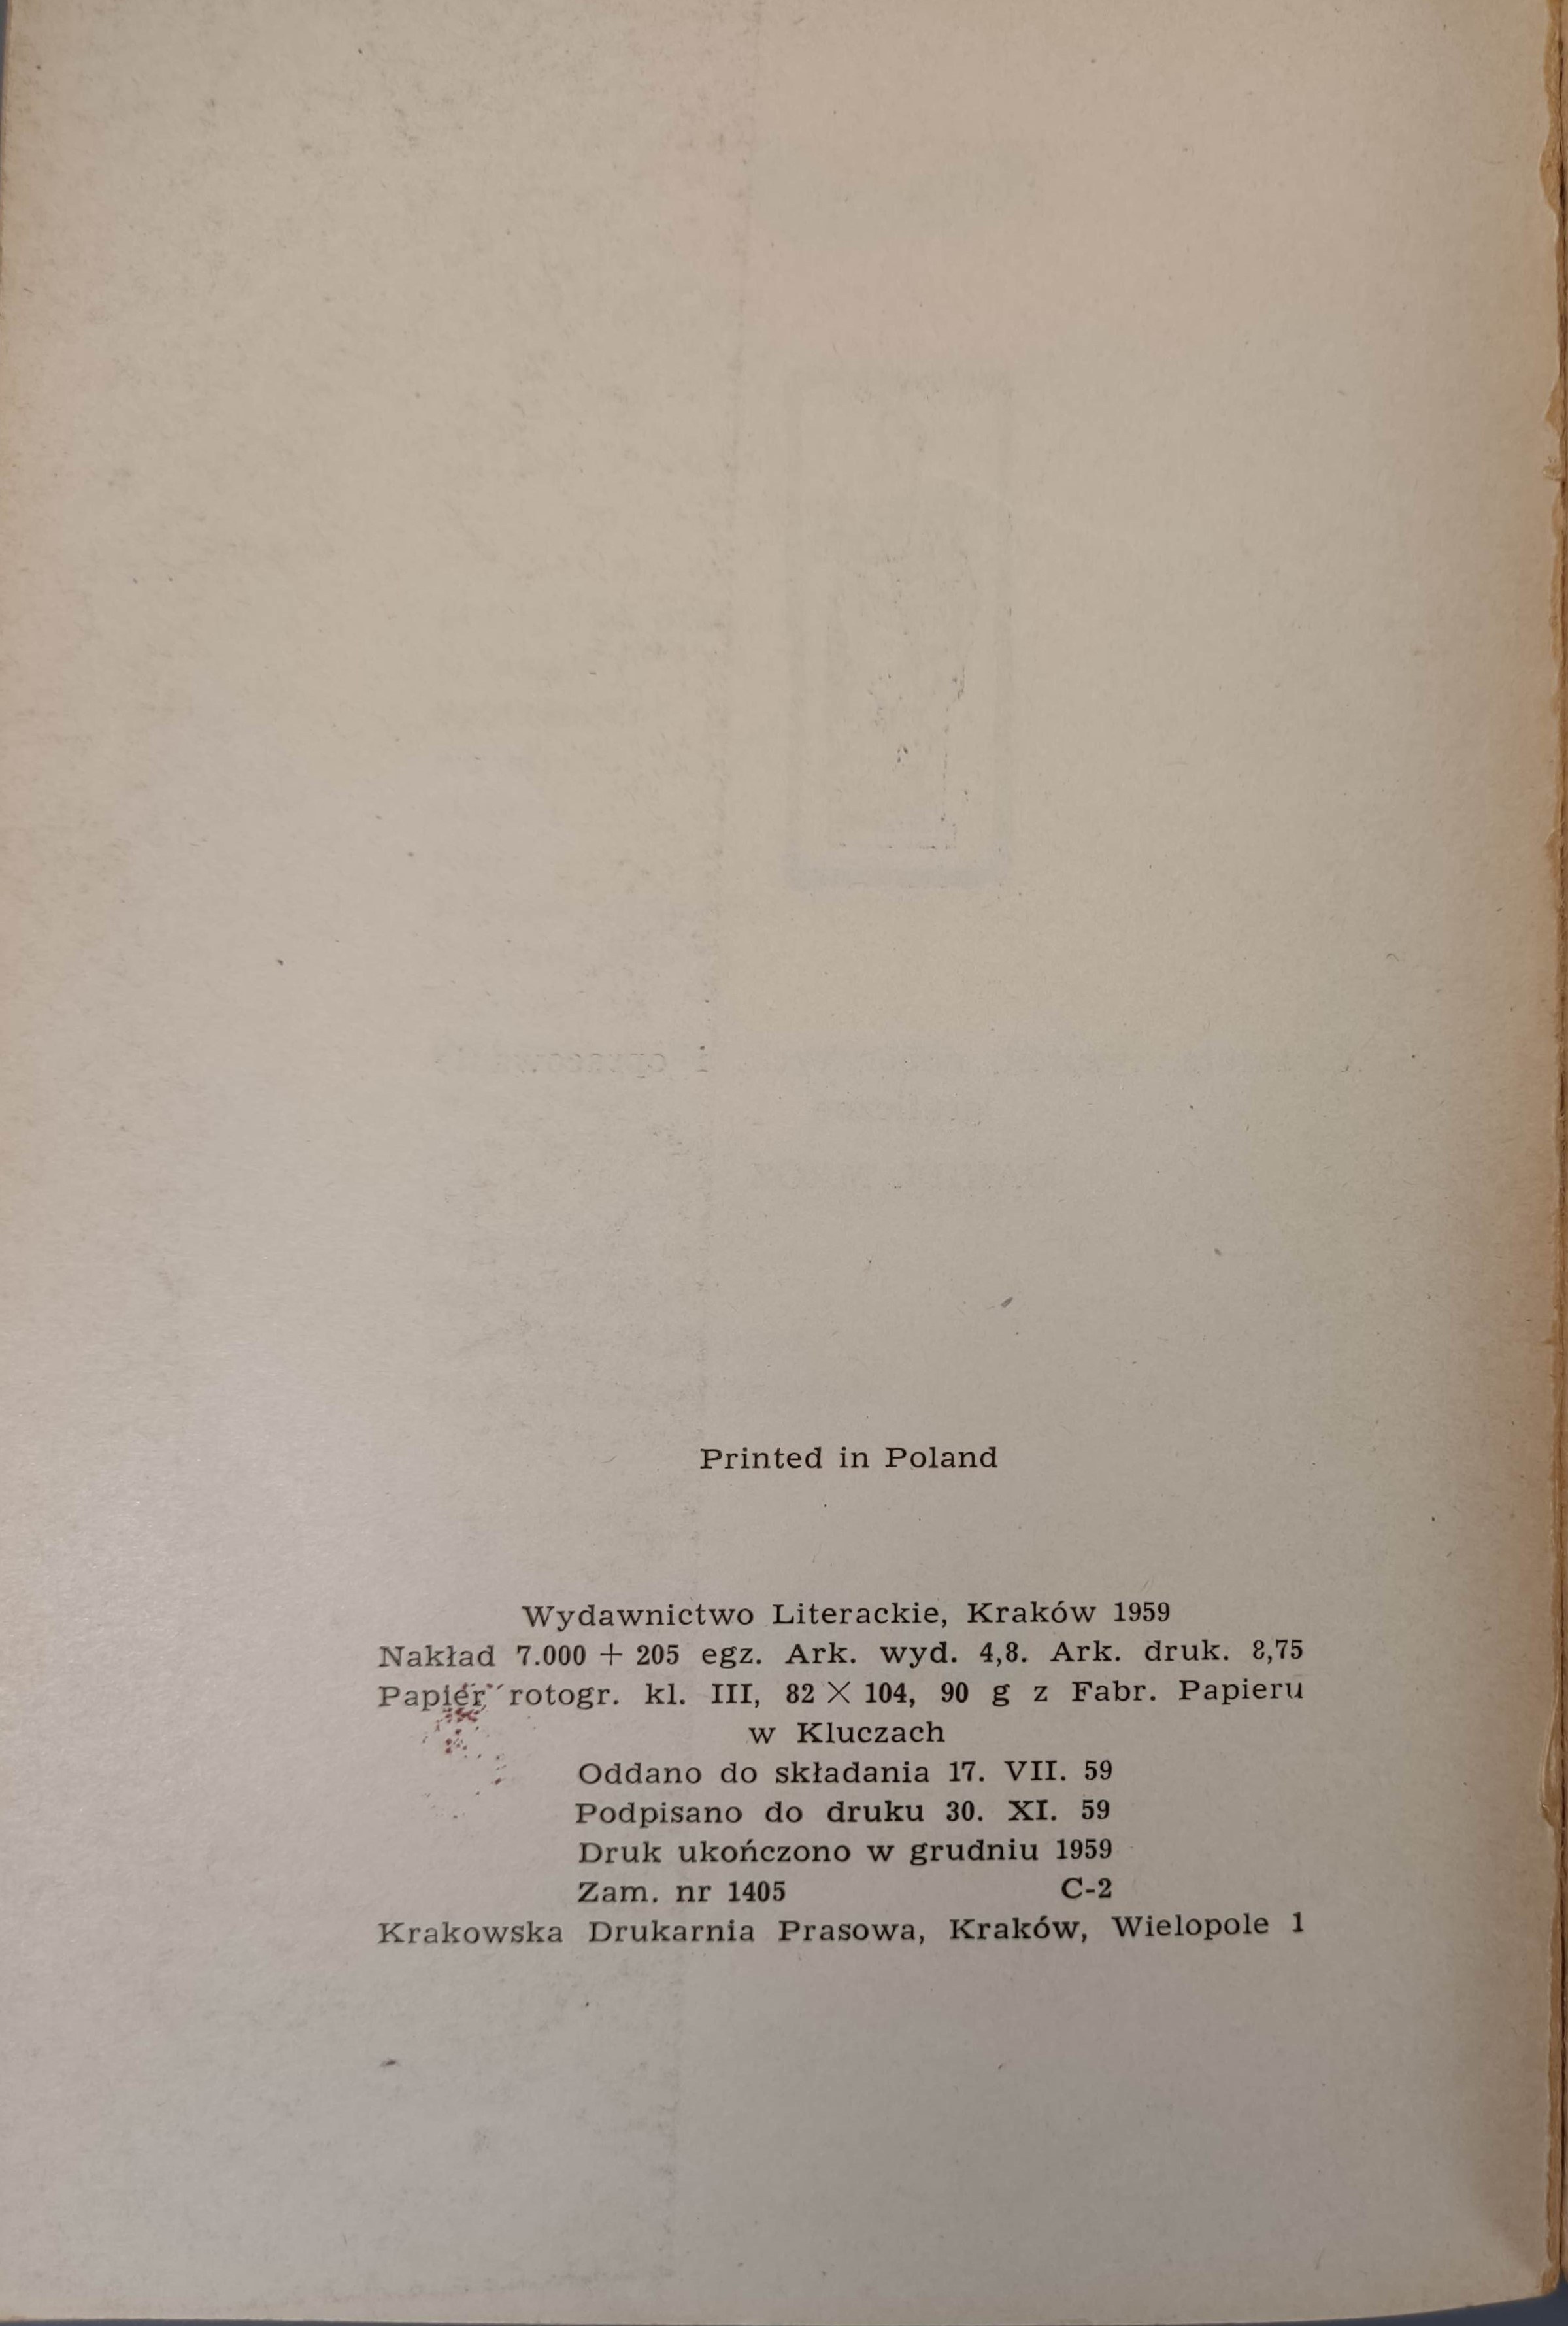 Printed in Poland
Wydawnictwo Literackie, Kraków 1959
Nakład 7.000 + 205 egz. Ark. wyd. 4,8. Ark. druk. 8,75
Papier rotogr. kl. III, 82 × 104, 90 g z Fabr. Papieru
w Kluczach
Oddano do składania 17. VII. 59
Podpisano do druku 30. XI. 59
Druk ukończono w grudniu 1959
Zam. nr 1405 C-2
Krakowska Drukarnia Prasowa, Kraków, Wielopole 1